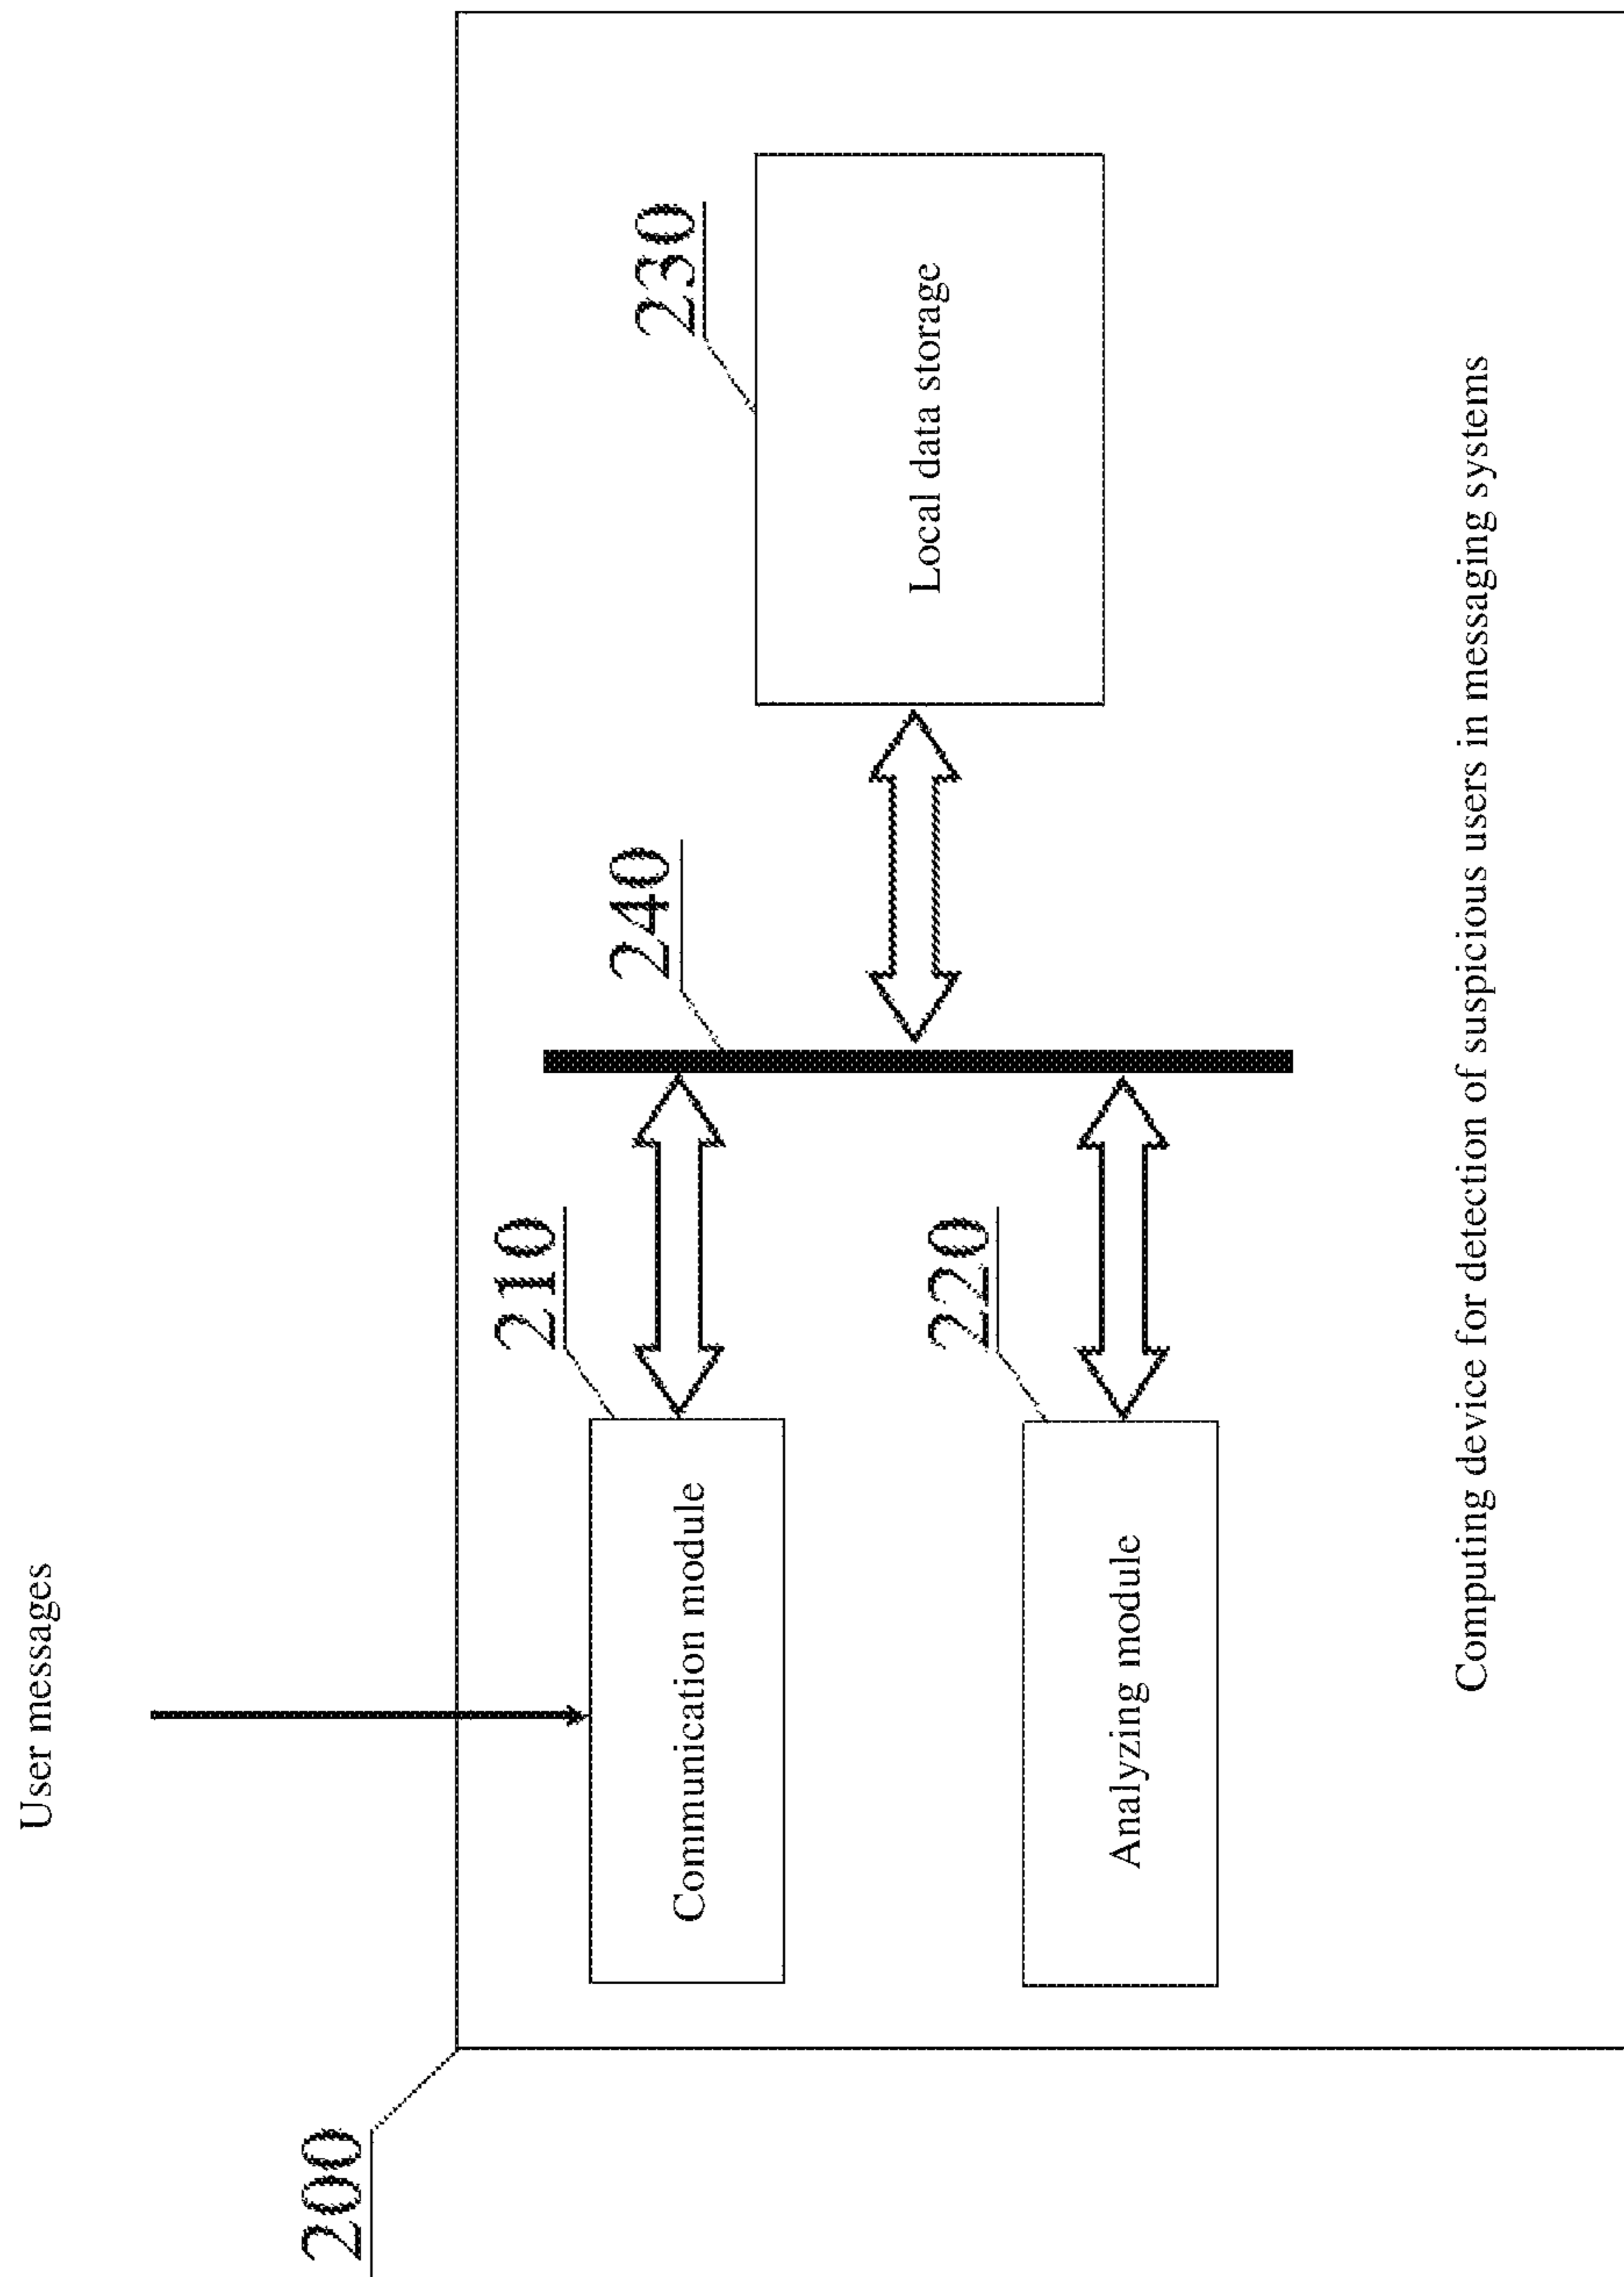 User messages
200
210
Communication module
240
230
Local data storage
220
Analyzing module
Computing device for detection of suspicious users in messaging systems